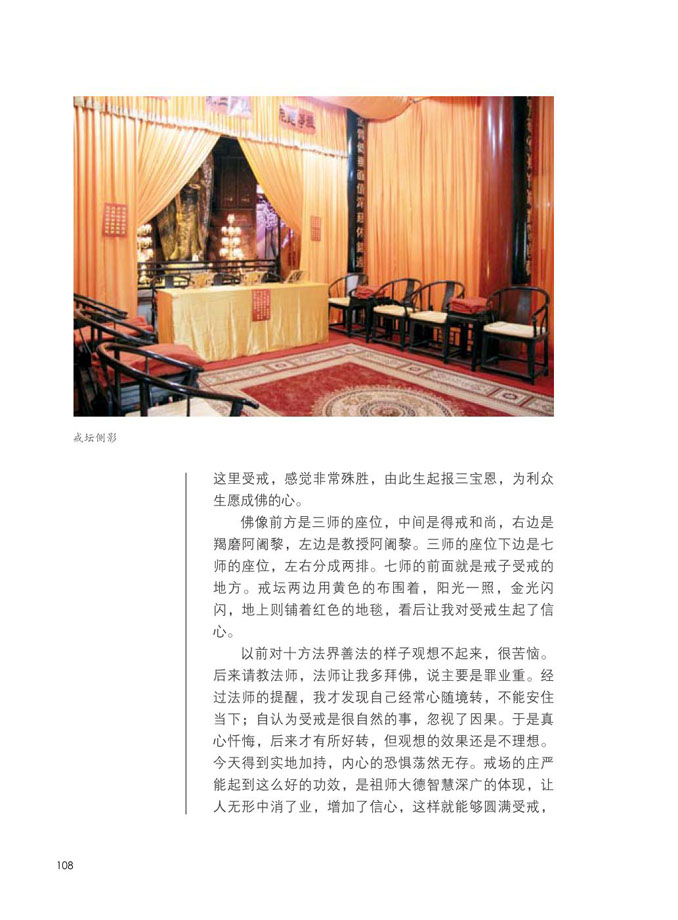 戒坛侧影
这里受戒，感觉非常殊胜，由此生起报三宝恩，为利众
生愿成佛的心。
佛像前方是三师的座位，中间是得戒和尚，右边是
羯磨阿阇黎，左边是教授阿阇黎。三师的座位下边是七
师的座位，左右分成两排。七师的前面就是戒子受戒的
地方。戒坛两边用黄色的布围着，阳光一照，金光闪
闪，地上则铺着红色的地毯，看后让我对受戒生起了信
心。
以前对十方法界善法的样子观想不起来，很苦恼。
后来请教法师，法师让我多拜佛，说主要是罪业重。经
过法师的提醒，我才发现自己经常心随境转，不能安住
当下；自认为受戒是很自然的事，忽视了因果。于是真
心忏悔，后来才有所好转，但观想的效果还是不理想。
今天得到实地加持，内心的恐惧荡然无存。戒场的庄严
能起到这么好的功效，是祖师大德智慧深广的体现，让
人无形中消了业，增加了信心，这样就能够圆满受戒，
108